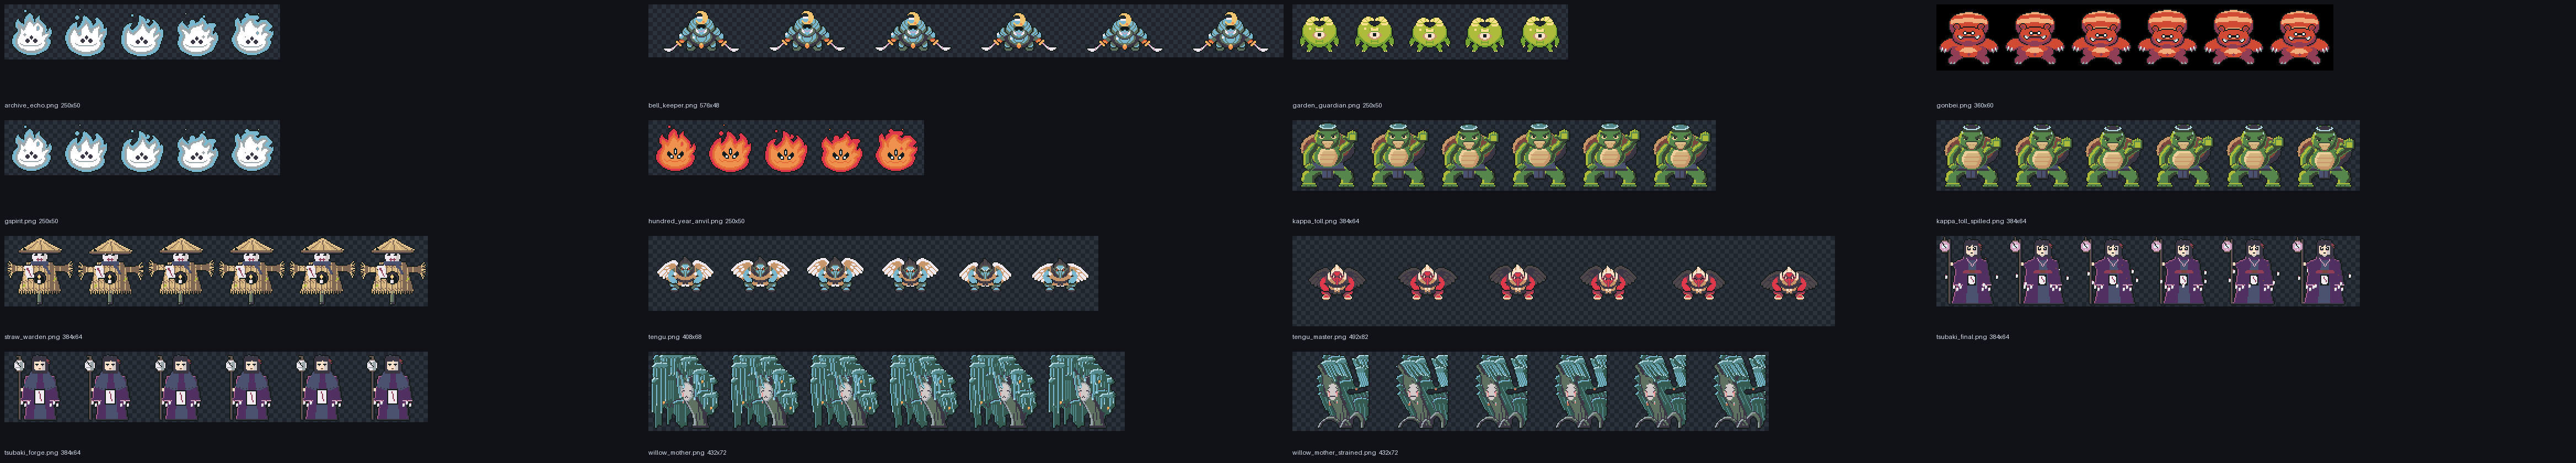 archive_echo.png 250x50
bell_keeper.png 576x48
garden_guardian.png 250x50
gonbei.png 360x60
gspirit.png 250x50
hundred_year_anvil.png 250x50
kappa_toll.png 384x64
kappa_toll_spilled.png 384x64
straw_warden.png 384x64
tengu.png 408x68
tengu_master.png 492x82
tsubaki_final.png 384x64
tsubaki_forge.png 384x64
willow_mother.png 432x72
willow_mother_strained.png 432x72